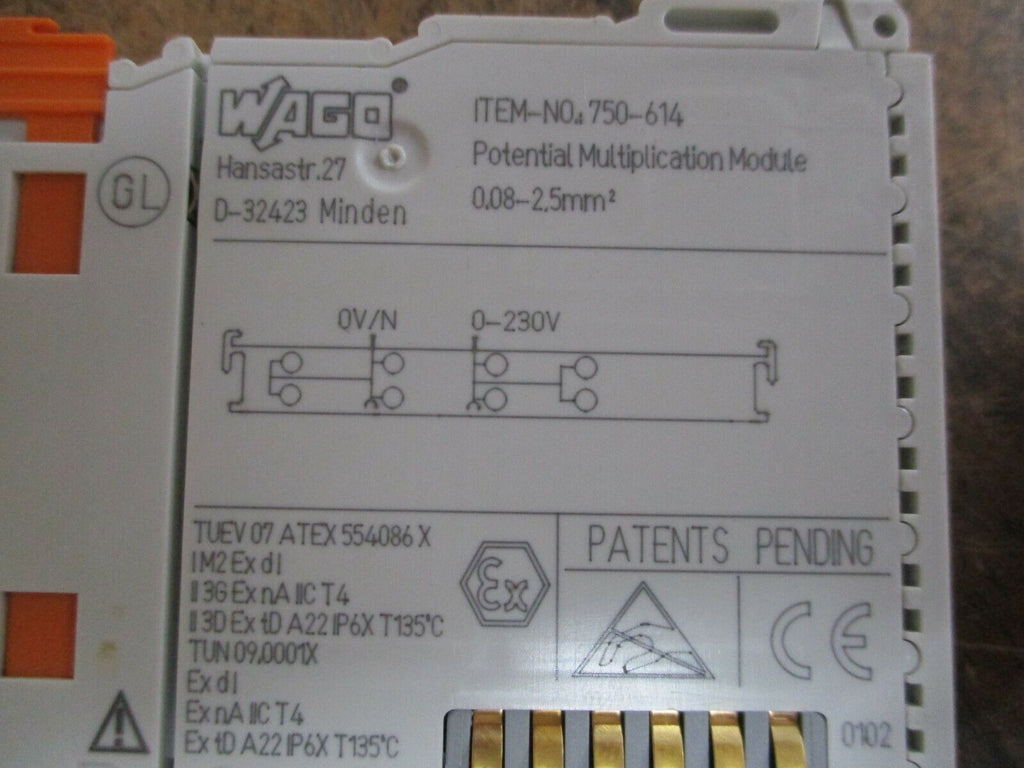 WAGO
Hansastr.27
D-32423 Minden
ITEM-NO.: 750-614
Potential Multiplication Module
0.08-2.5mm²
GL
0V/N
0-230V
TUEV 07 ATEX 554086 X
I M2 Ex d I
II 3G Ex nA IIC T4
II 3D Ex tD A22 IP6X T135°C
TUN 09.0001X
Ex d I
Ex nA IIC T4
Ex tD A22 IP6X T135°C
Ex
PATENTS PENDING
CE
0102